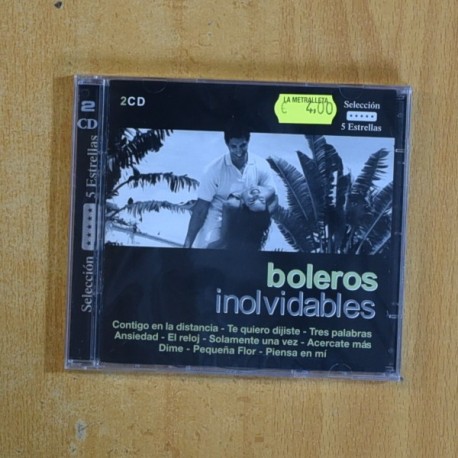 2 CD
Selección ***** 5 Estrellas
2CD
LA METRALLETA
€ 4,00
Selección
*****
5 Estrellas
boleros
inolvidables
Contigo en la distancia - Te quiero dijiste - Tres palabras
Ansiedad - El reloj - Solamente una vez - Acercate más
Dime - Pequeña Flor - Piensa en mí